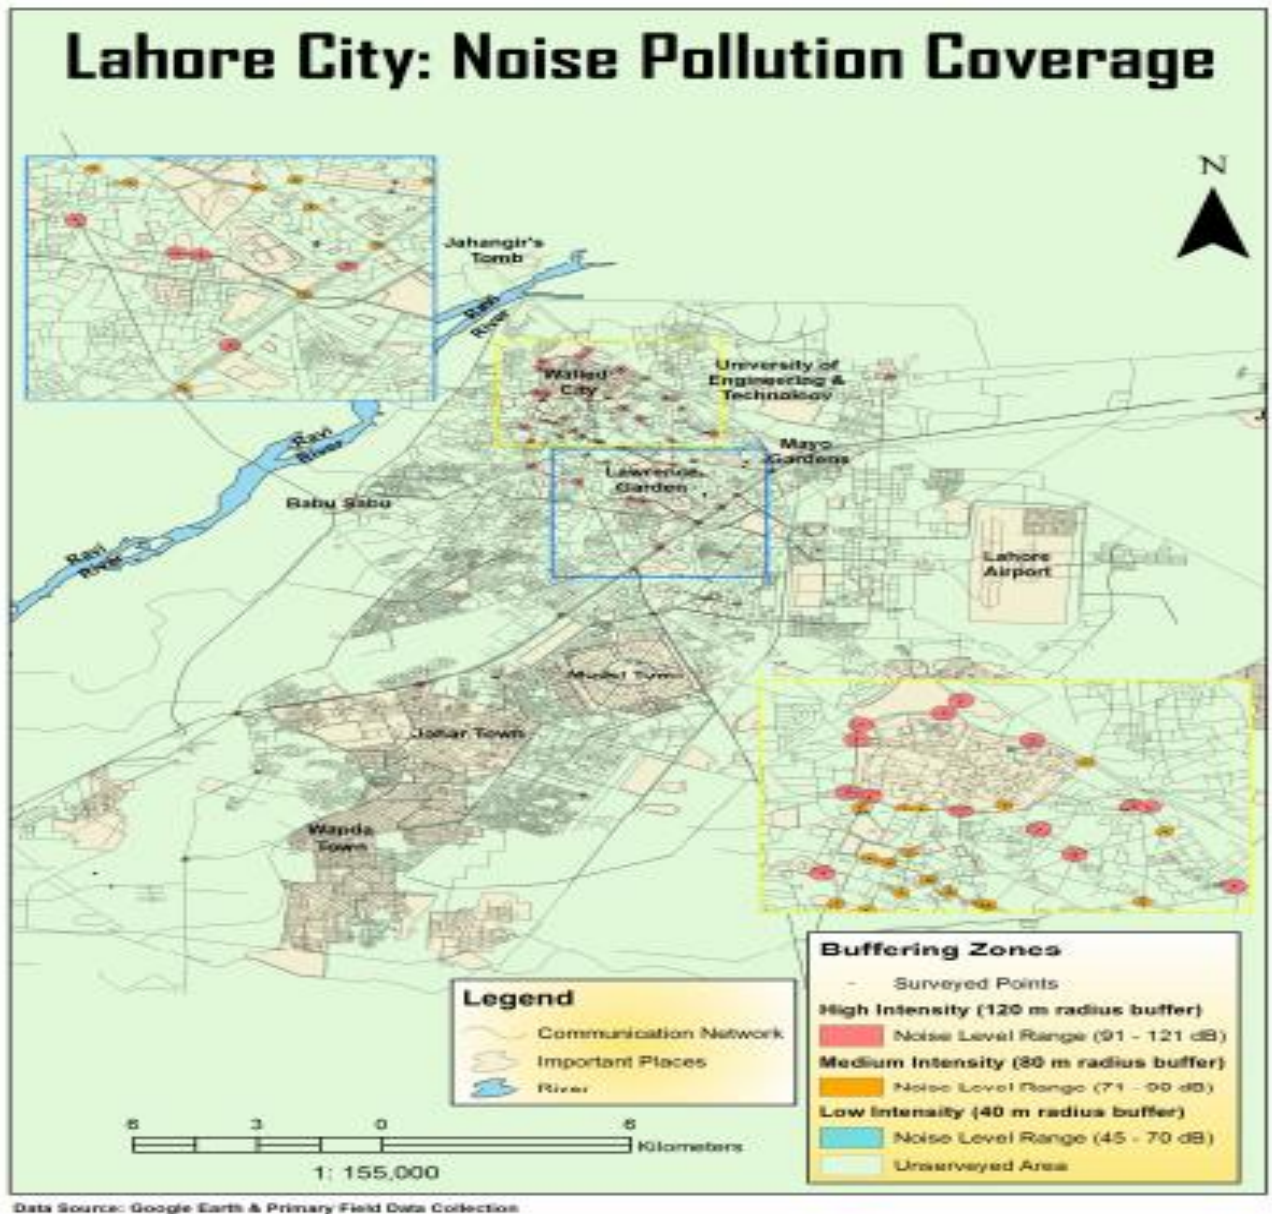 Lahore City: Noise Pollution Coverage
N
Jahangir's
Tomb
Ravi
River
Walled
City
University of
Engineering &
Technology
Mayo
Gardens
Lawrence
Garden
Ravi
River
Babu Sabu
Ravi
River
Lahore
Airport
Model Town
Johar Town
Wapda
Town
Buffering Zones
Surveyed Points
High Intensity (120 m radius buffer)
Noise Level Range (91 - 121 dB)
Medium Intensity (80 m radius buffer)
Noise Level Range (71 - 90 dB)
Low Intensity (40 m radius buffer)
Noise Level Range (45 - 70 dB)
Unserveyed Area
Legend
Communication Network
Important Places
River
6 3 0 6
Kilometers
1: 155,000
Data Source: Google Earth & Primary Field Data Collection